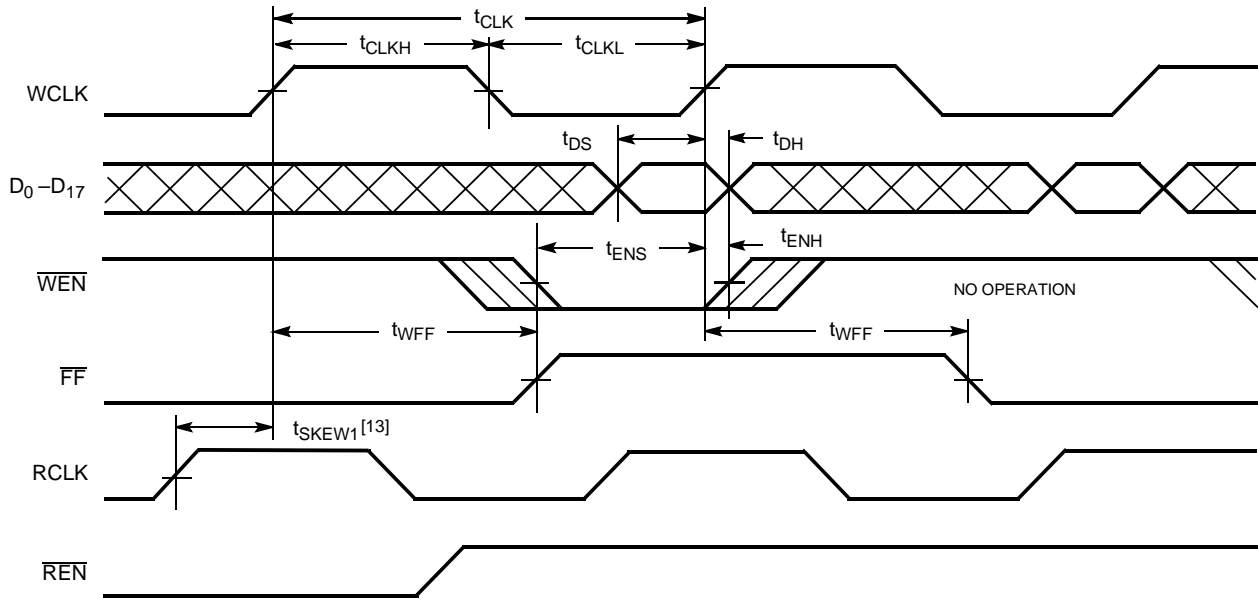 tCLK
tCLKH tCLKL
WCLK
tDS tDH
D0 –D17
tENS tENH
WEN
NO OPERATION
tWFF tWFF
FF
tSKEW1 [13]
RCLK
REN